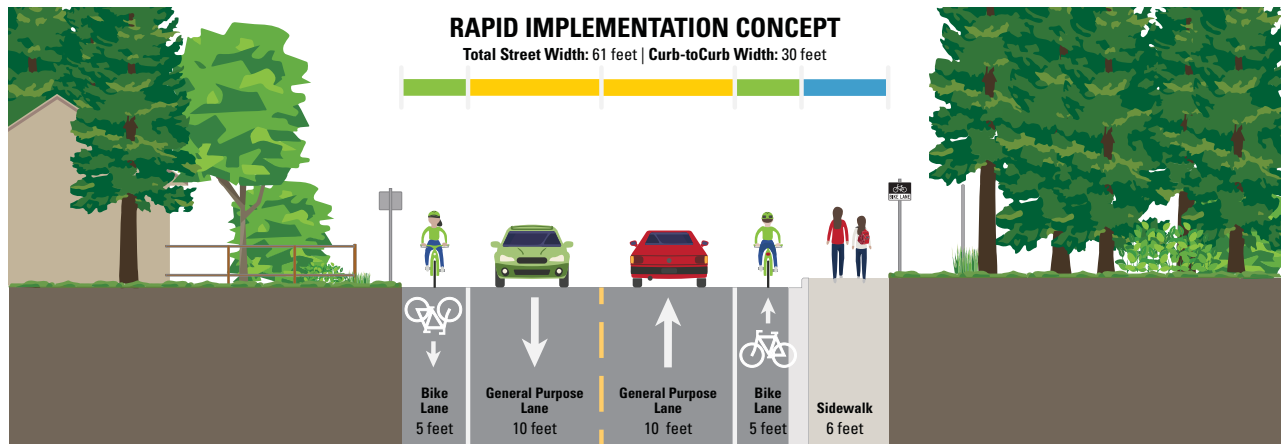 RAPID IMPLEMENTATION CONCEPT
Total Street Width: 61 feet | Curb-toCurb Width: 30 feet
BIKE LANE
Bike
Lane
5 feet
General Purpose
Lane
10 feet
General Purpose
Lane
10 feet
Bike
Lane
5 feet
Sidewalk
6 feet